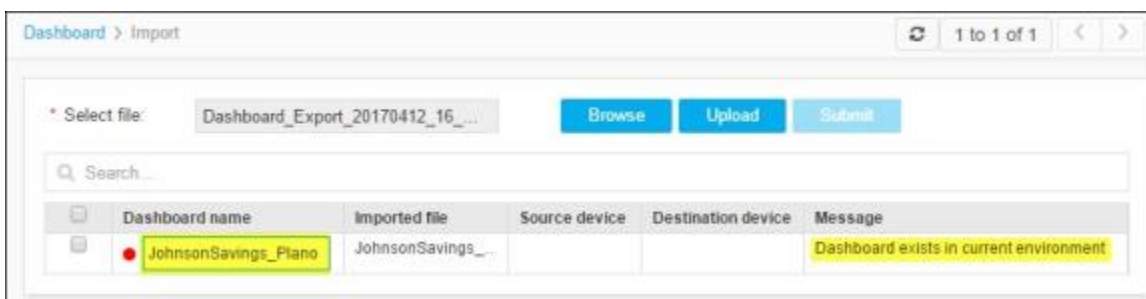 Dashboard > Import 1 to 1 of 1 < >
* Select file: Dashboard_Export_20170412_16_... Browse Upload Submit
Search...
Dashboard name Imported file Source device Destination device Message
JohnsonSavings_Plano JohnsonSavings_... Dashboard exists in current environment